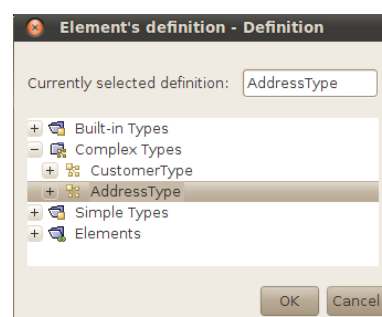 Element's definition - Definition
Currently selected definition: AddressType
Built-in Types
Complex Types
CustomerType
AddressType
Simple Types
Elements
OK Cancel